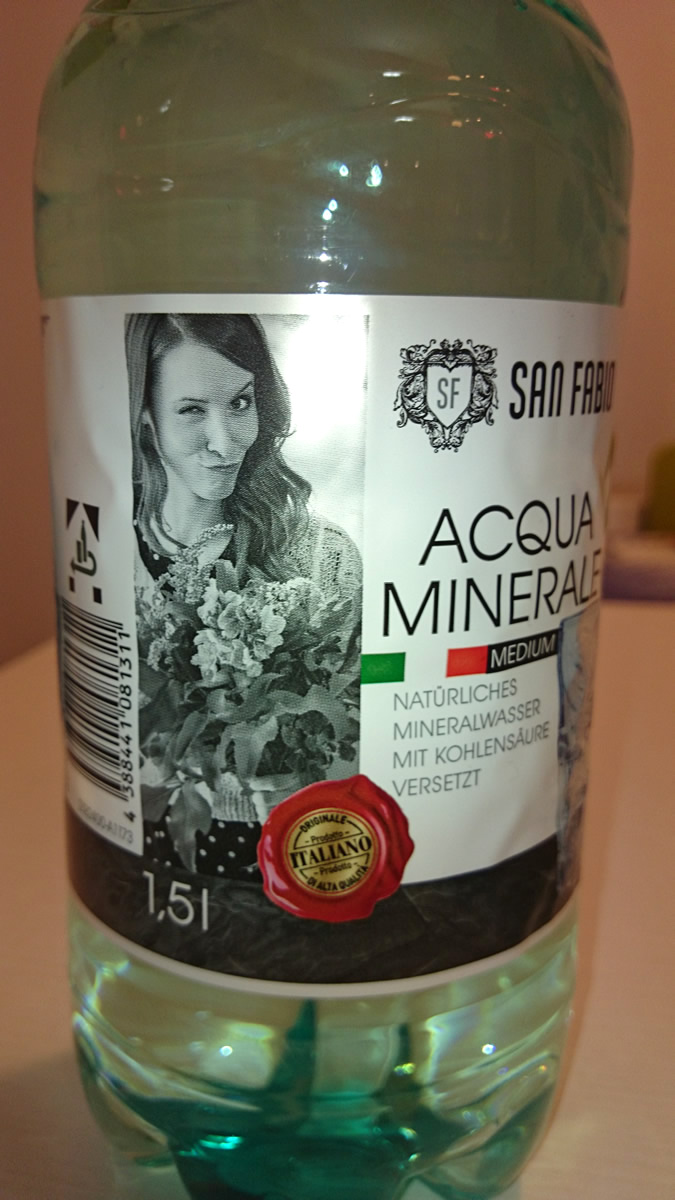 SF
SAN FABIO
ACQUA
MINERALE
MEDIUM
NATÜRLICHES
MINERALWASSER
MIT KOHLENSÄURE
VERSETZT
ORIGINALE
Prodotto
ITALIANO
Prodotto
DI ALTA QUALITÀ
1,5l
4 388441 081311